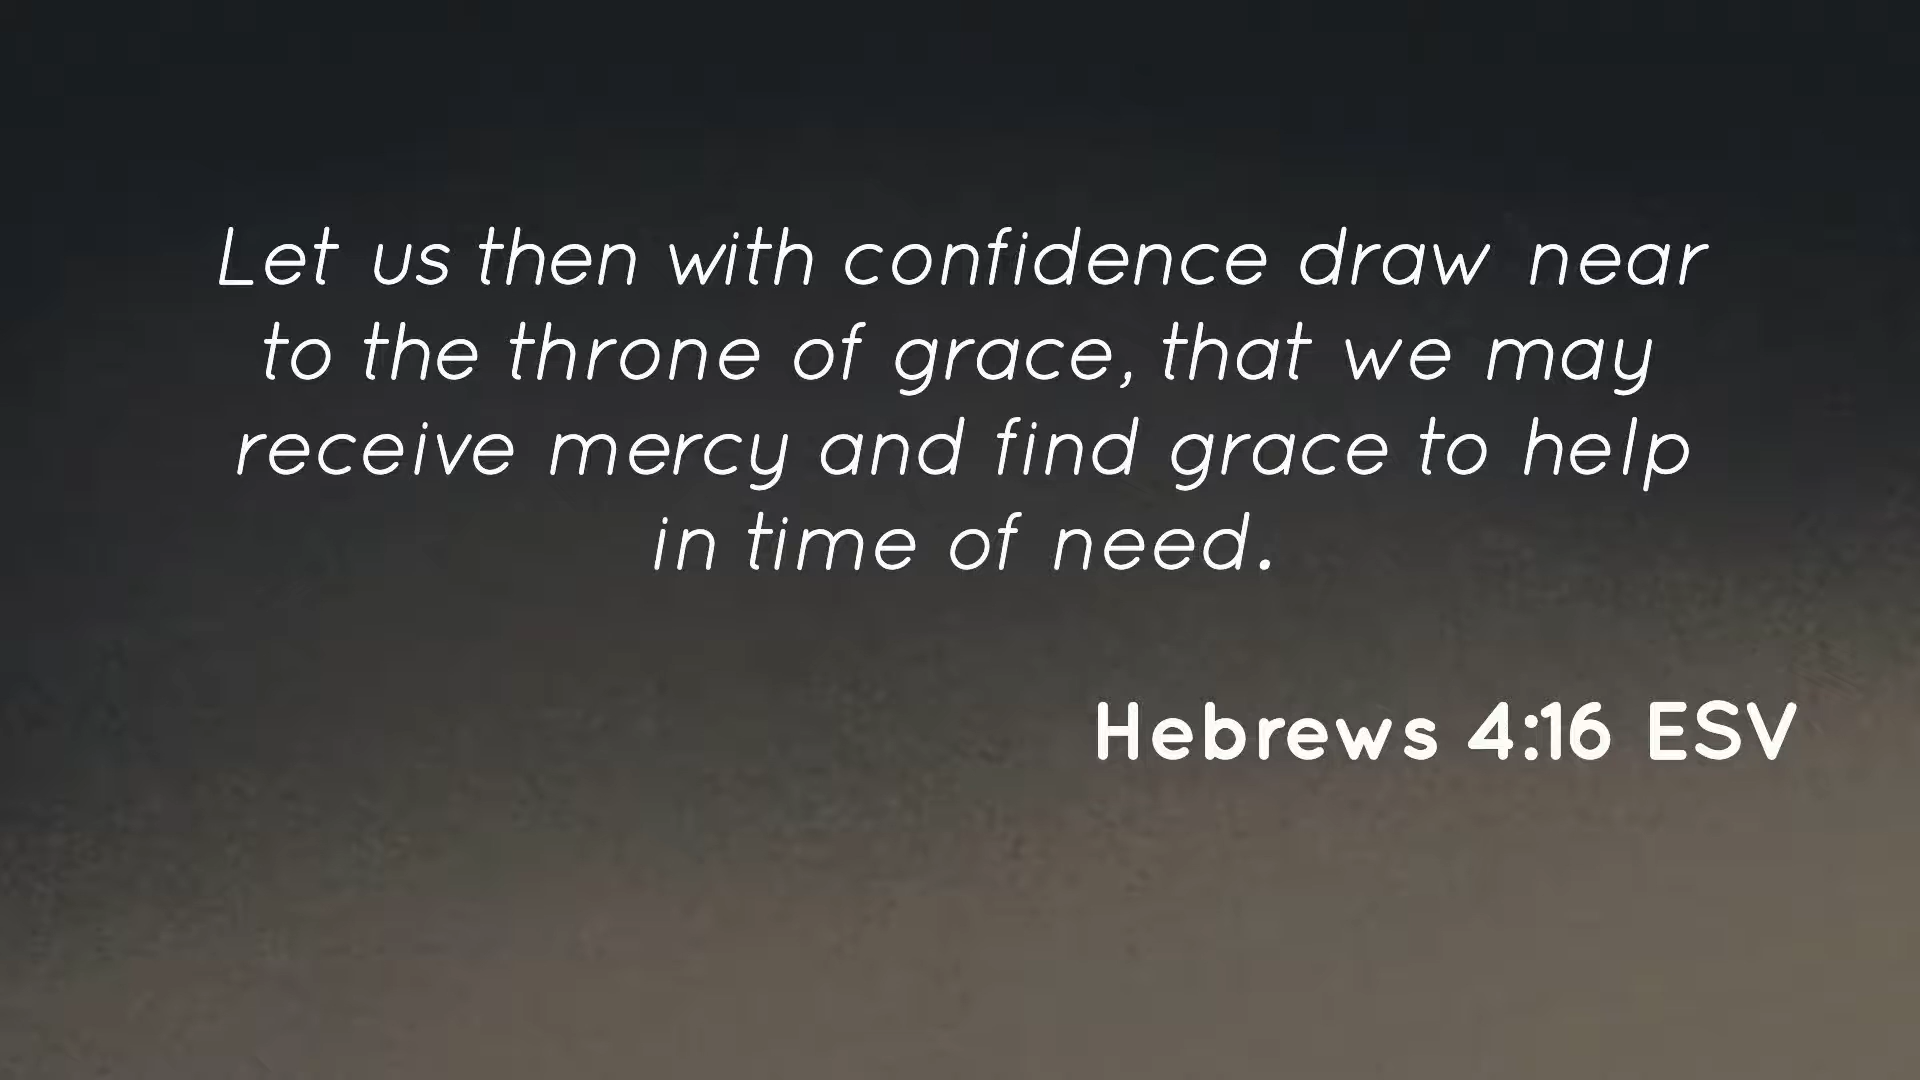 Let us then with confidence draw near
to the throne of grace, that we may
receive mercy and find grace to help
in time of need.
Hebrews 4:16 ESV